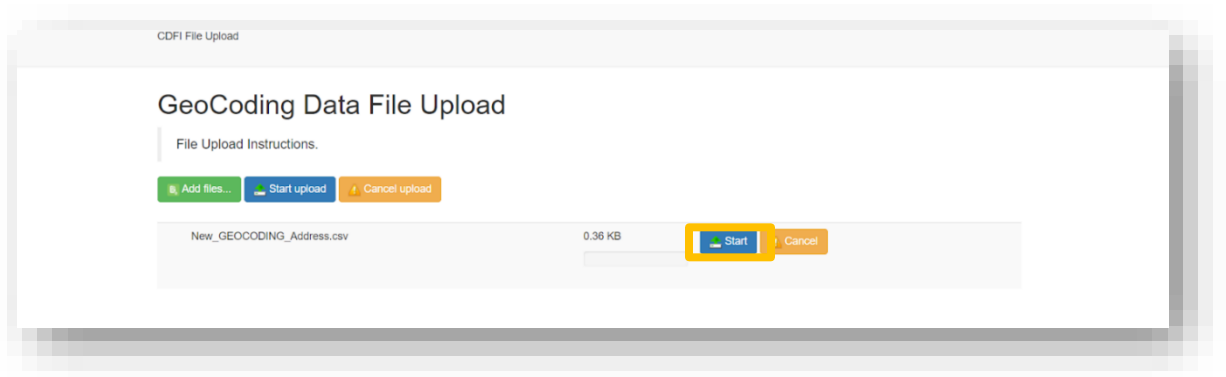 CDFI File Upload
GeoCoding Data File Upload
File Upload Instructions.
Add files... Start upload Cancel upload
New_GEOCODING_Address.csv 0.36 KB Start Cancel